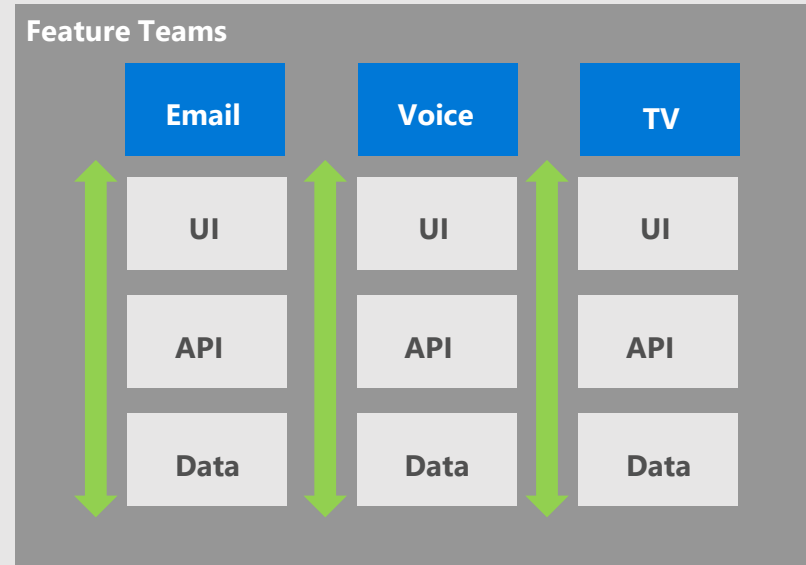 Feature Teams
Email Voice TV
UI UI UI
API API API
Data Data Data